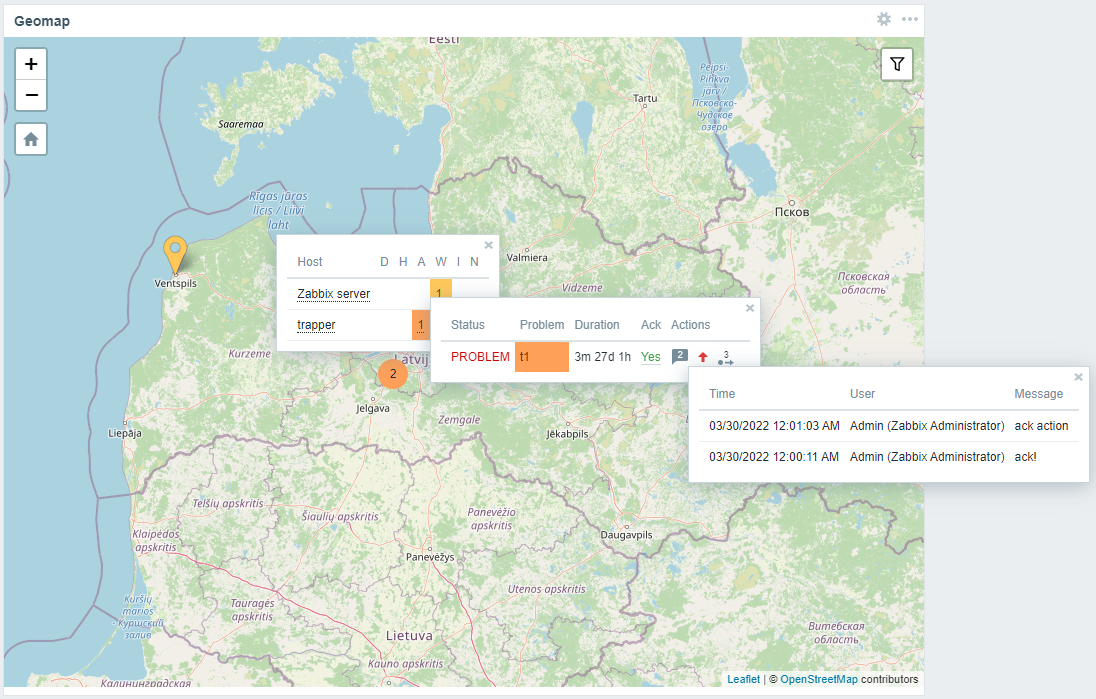 Geomap
+
−
Eesti
Peipsi-
Pihkva
järv /
Псковско-
Чудское
озеро
Tartu
Saaremaa
Rīgas jūras
līcis / Liivi
laht
Псков
Valmiera
Псковская
область
Ventspils
Vidzeme
Host D H A W I N
Zabbix server 1
trapper 1
Status Problem Duration Ack Actions
PROBLEM t1 3m 27d 1h Yes 2 3
Kurzeme
Latvij
2
Jelgava
Zemgale
Liepāja
Jēkabpils
Time User Message
03/30/2022 12:01:03 AM Admin (Zabbix Administrator) ack action
03/30/2022 12:00:11 AM Admin (Zabbix Administrator) ack!
Telšių apskritis
Šiaulių apskritis
Panevėžio
apskritis
Klaipėdos
apskritis
Daugavpils
Panevėžys
Utenos apskritis
Kuršių
marios
- Куршский
залив
Tauragės
apskritis
Lietuva
Витебская
область
Kauno apskritis
Калининградская
Leaflet | © OpenStreetMap contributors